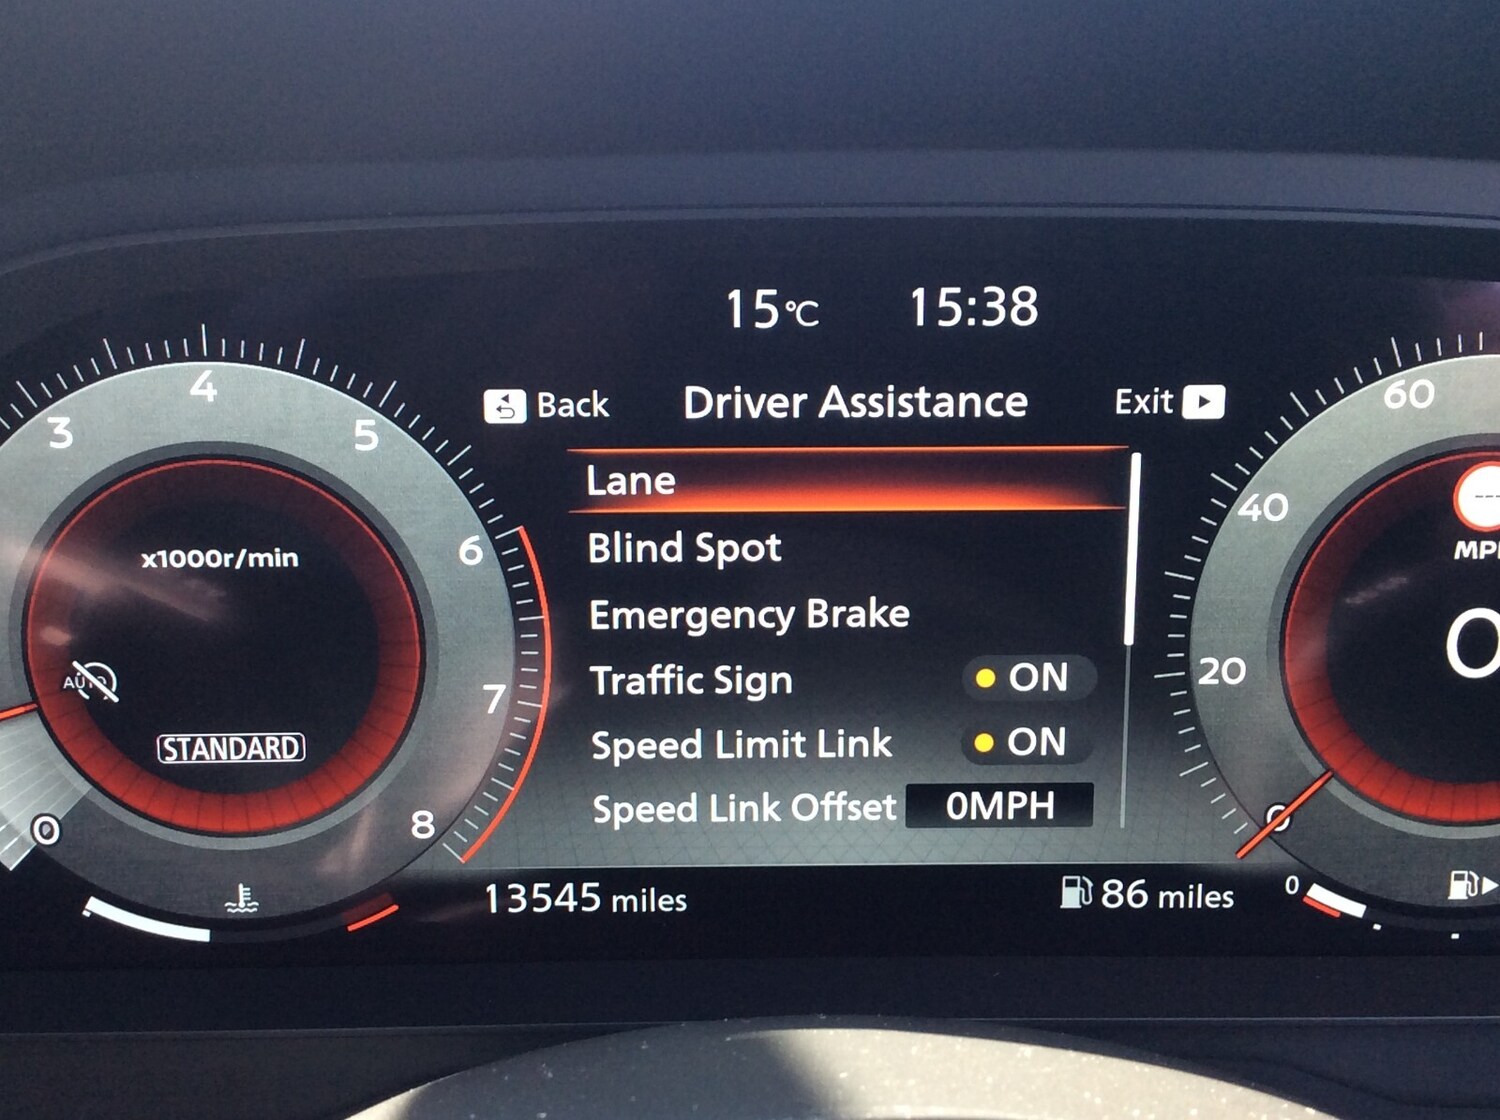 15°C 15:38
Back Driver Assistance Exit
Lane
Blind Spot
Emergency Brake
Traffic Sign ON
Speed Limit Link ON
Speed Link Offset 0MPH
13545 miles 86 miles
3 4 5 6 7 8 0
x1000r/min
AUTO
STANDARD
60
40
20
0
---
0
0